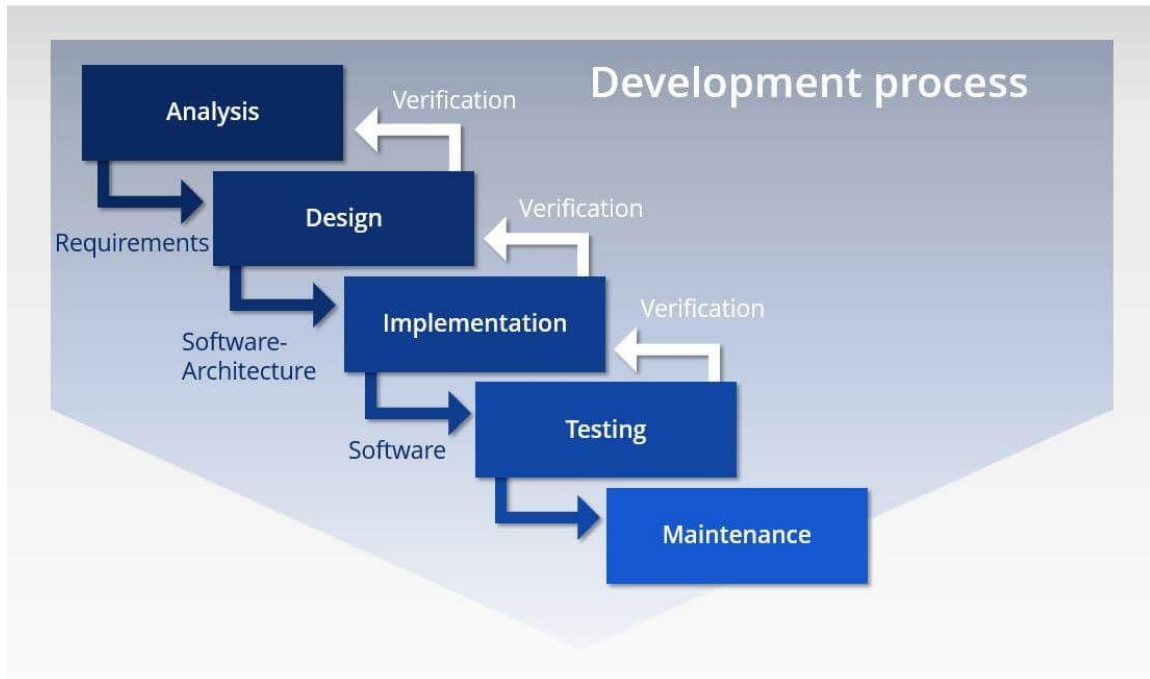 Development process
Analysis
Verification
Requirements
Design
Verification
Software-
Architecture
Implementation
Verification
Software
Testing
Maintenance